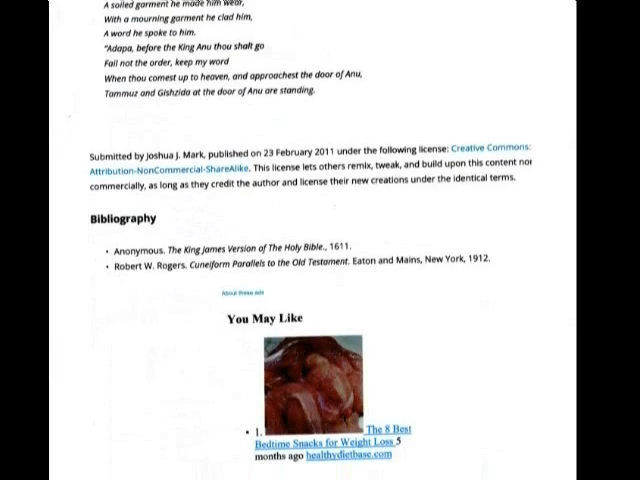 A soiled garment he made him wear,
With a mourning garment he clad him,
A word he spoke to him.
"Adapa, before the King Anu thou shalt go
Fail not the order, keep my word
When thou comest up to heaven, and approachest the door of Anu,
Tammuz and Gishzida at the door of Anu are standing.
Submitted by Joshua J. Mark, published on 23 February 2011 under the following license: Creative Commons:
Attribution-NonCommercial-ShareAlike. This license lets others remix, tweak, and build upon this content nor
commercially, as long as they credit the author and license their new creations under the identical terms.
Bibliography
• Anonymous. The King James Version of The Holy Bible., 1611.
• Robert W. Rogers. Cuneiform Parallels to the Old Testament. Eaton and Mains, New York, 1912.
About these ads
You May Like
• 1. The 8 Best
Bedtime Snacks for Weight Loss 5
months ago healthydietbase.com